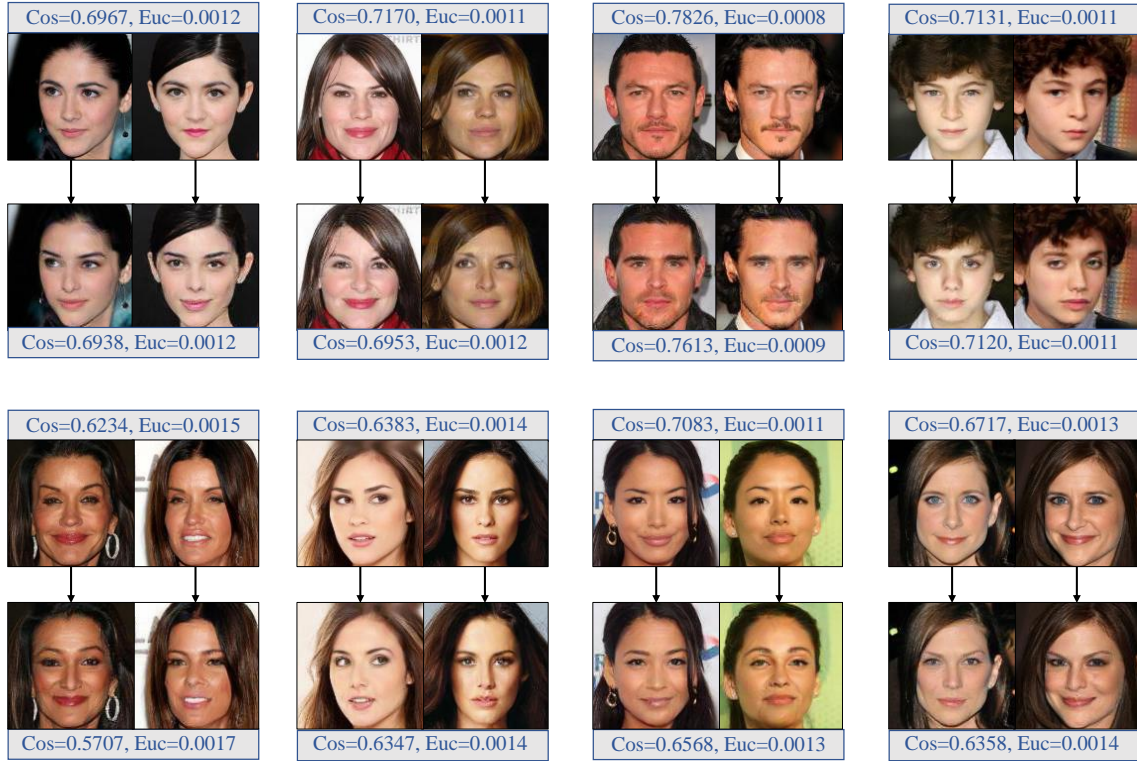 Cos=0.6967, Euc=0.0012
Cos=0.7170, Euc=0.0011
Cos=0.7826, Euc=0.0008
Cos=0.7131, Euc=0.0011
Cos=0.6938, Euc=0.0012
Cos=0.6953, Euc=0.0012
Cos=0.7613, Euc=0.0009
Cos=0.7120, Euc=0.0011
Cos=0.6234, Euc=0.0015
Cos=0.6383, Euc=0.0014
Cos=0.7083, Euc=0.0011
Cos=0.6717, Euc=0.0013
Cos=0.5707, Euc=0.0017
Cos=0.6347, Euc=0.0014
Cos=0.6568, Euc=0.0013
Cos=0.6358, Euc=0.0014